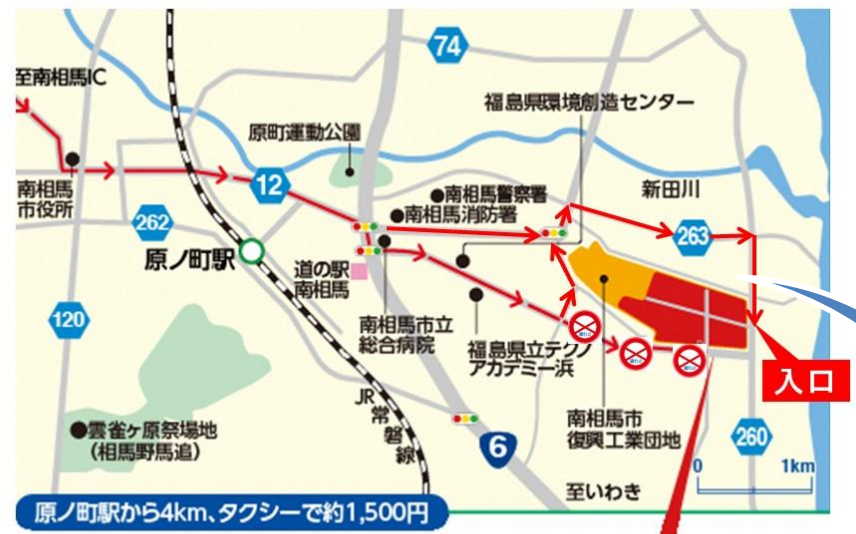 74
至南相馬IC
福島県環境創造センター
原町運動公園
12
南相馬
市役所
●南相馬警察署
●南相馬消防署
新田川
262
263
原ノ町駅
道の駅
南相馬
120
南相馬市立
総合病院
福島県立テクノ
アカデミー浜
入口
JR常磐線
南相馬市
復興工業団地
●雲雀ヶ原祭場地
(相馬野馬追)
6
260
0 1km
至いわき
原ノ町駅から4km、タクシーで約1,500円